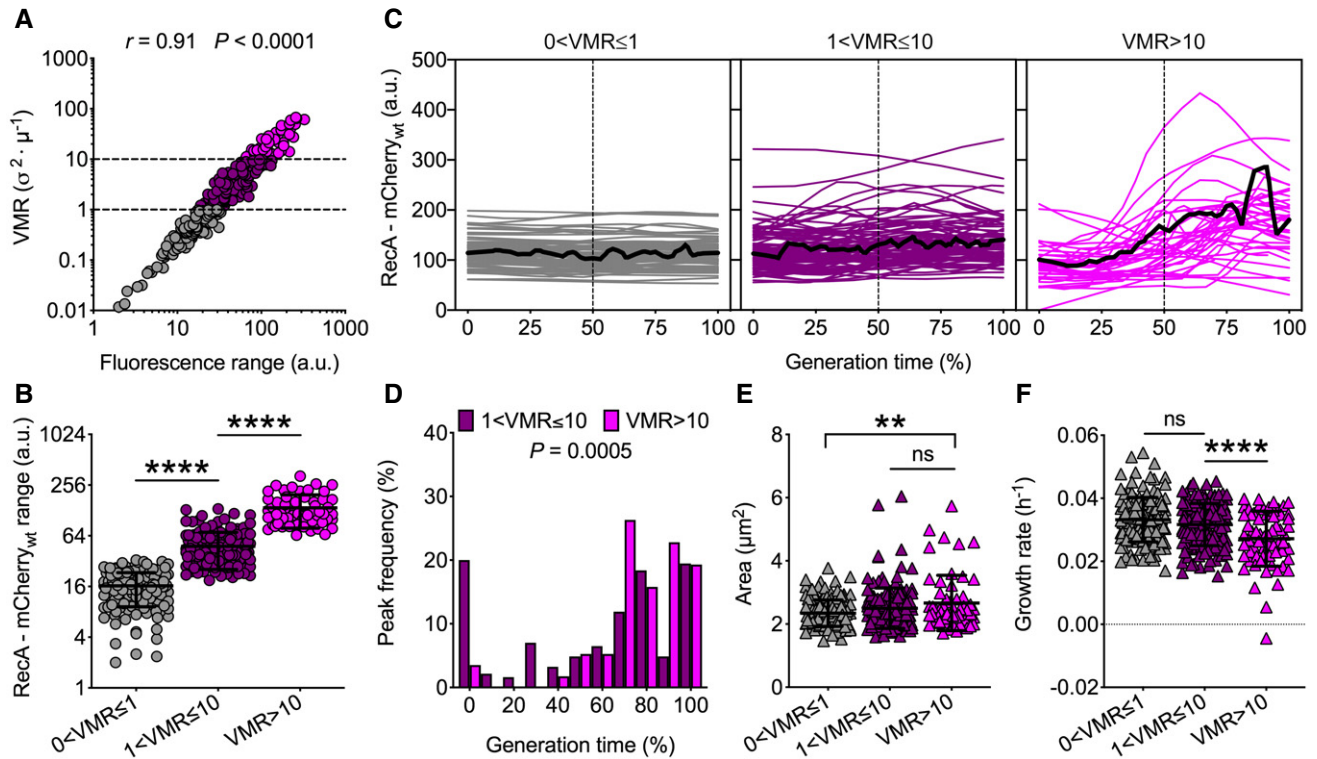 A
r = 0.91 P < 0.0001
VMR (σ² · µ⁻¹)
1000
100
10
1
0.1
0.01
1 10 100 1000
Fluorescence range (a.u.)
C
0<VMR≤1 1<VMR≤10 VMR>10
RecA - mCherrywt (a.u.)
500
400
300
200
100
0
0 25 50 75 100 0 25 50 75 100 0 25 50 75 100
Generation time (%)
B
RecA - mCherrywt range (a.u.)
1024
256
64
16
4
1
**** ****
0<VMR≤1 1<VMR≤10 VMR>10
D
1<VMR≤10 VMR>10
P = 0.0005
Peak frequency (%)
40
30
20
10
0
0 20 40 60 80 100
Generation time (%)
E
Area (µm²)
8
6
4
2
0
**
ns
0<VMR≤1 1<VMR≤10 VMR>10
F
Growth rate (h⁻¹)
0.06
0.04
0.02
0.00
-0.02
ns
****
0<VMR≤1 1<VMR≤10 VMR>10